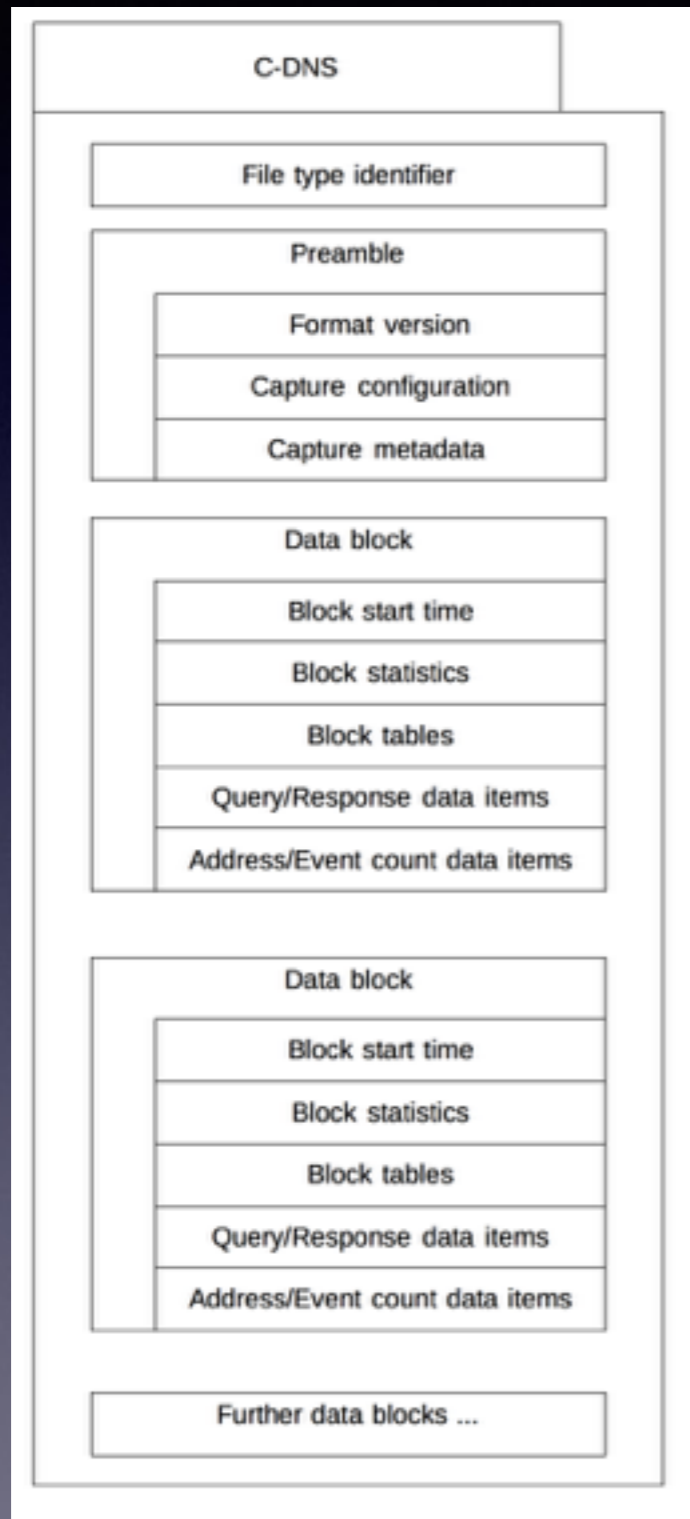 C-DNS
File type identifier
Preamble
Format version
Capture configuration
Capture metadata
Data block
Block start time
Block statistics
Block tables
Query/Response data items
Address/Event count data items
Data block
Block start time
Block statistics
Block tables
Query/Response data items
Address/Event count data items
Further data blocks ...